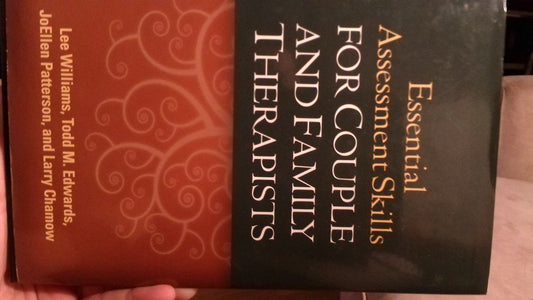 Essential
Assessment Skills
FOR COUPLE
AND FAMILY
THERAPISTS
Lee Williams, Todd M. Edwards,
JoEllen Patterson, and Larry Chamow